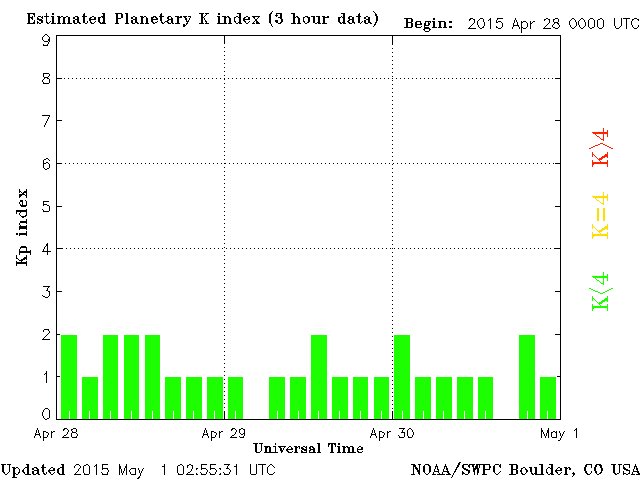 Estimated Planetary K index (3 hour data)
Begin: 2015 Apr 28 0000 UTC
9
8
7
6
5
4
3
2
1
0
Kp index
K>4
K=4
K<4
Apr 28
Apr 29
Apr 30
May 1
Universal Time
Updated 2015 May 1 02:55:31 UTC
NOAA/SWPC Boulder, CO USA